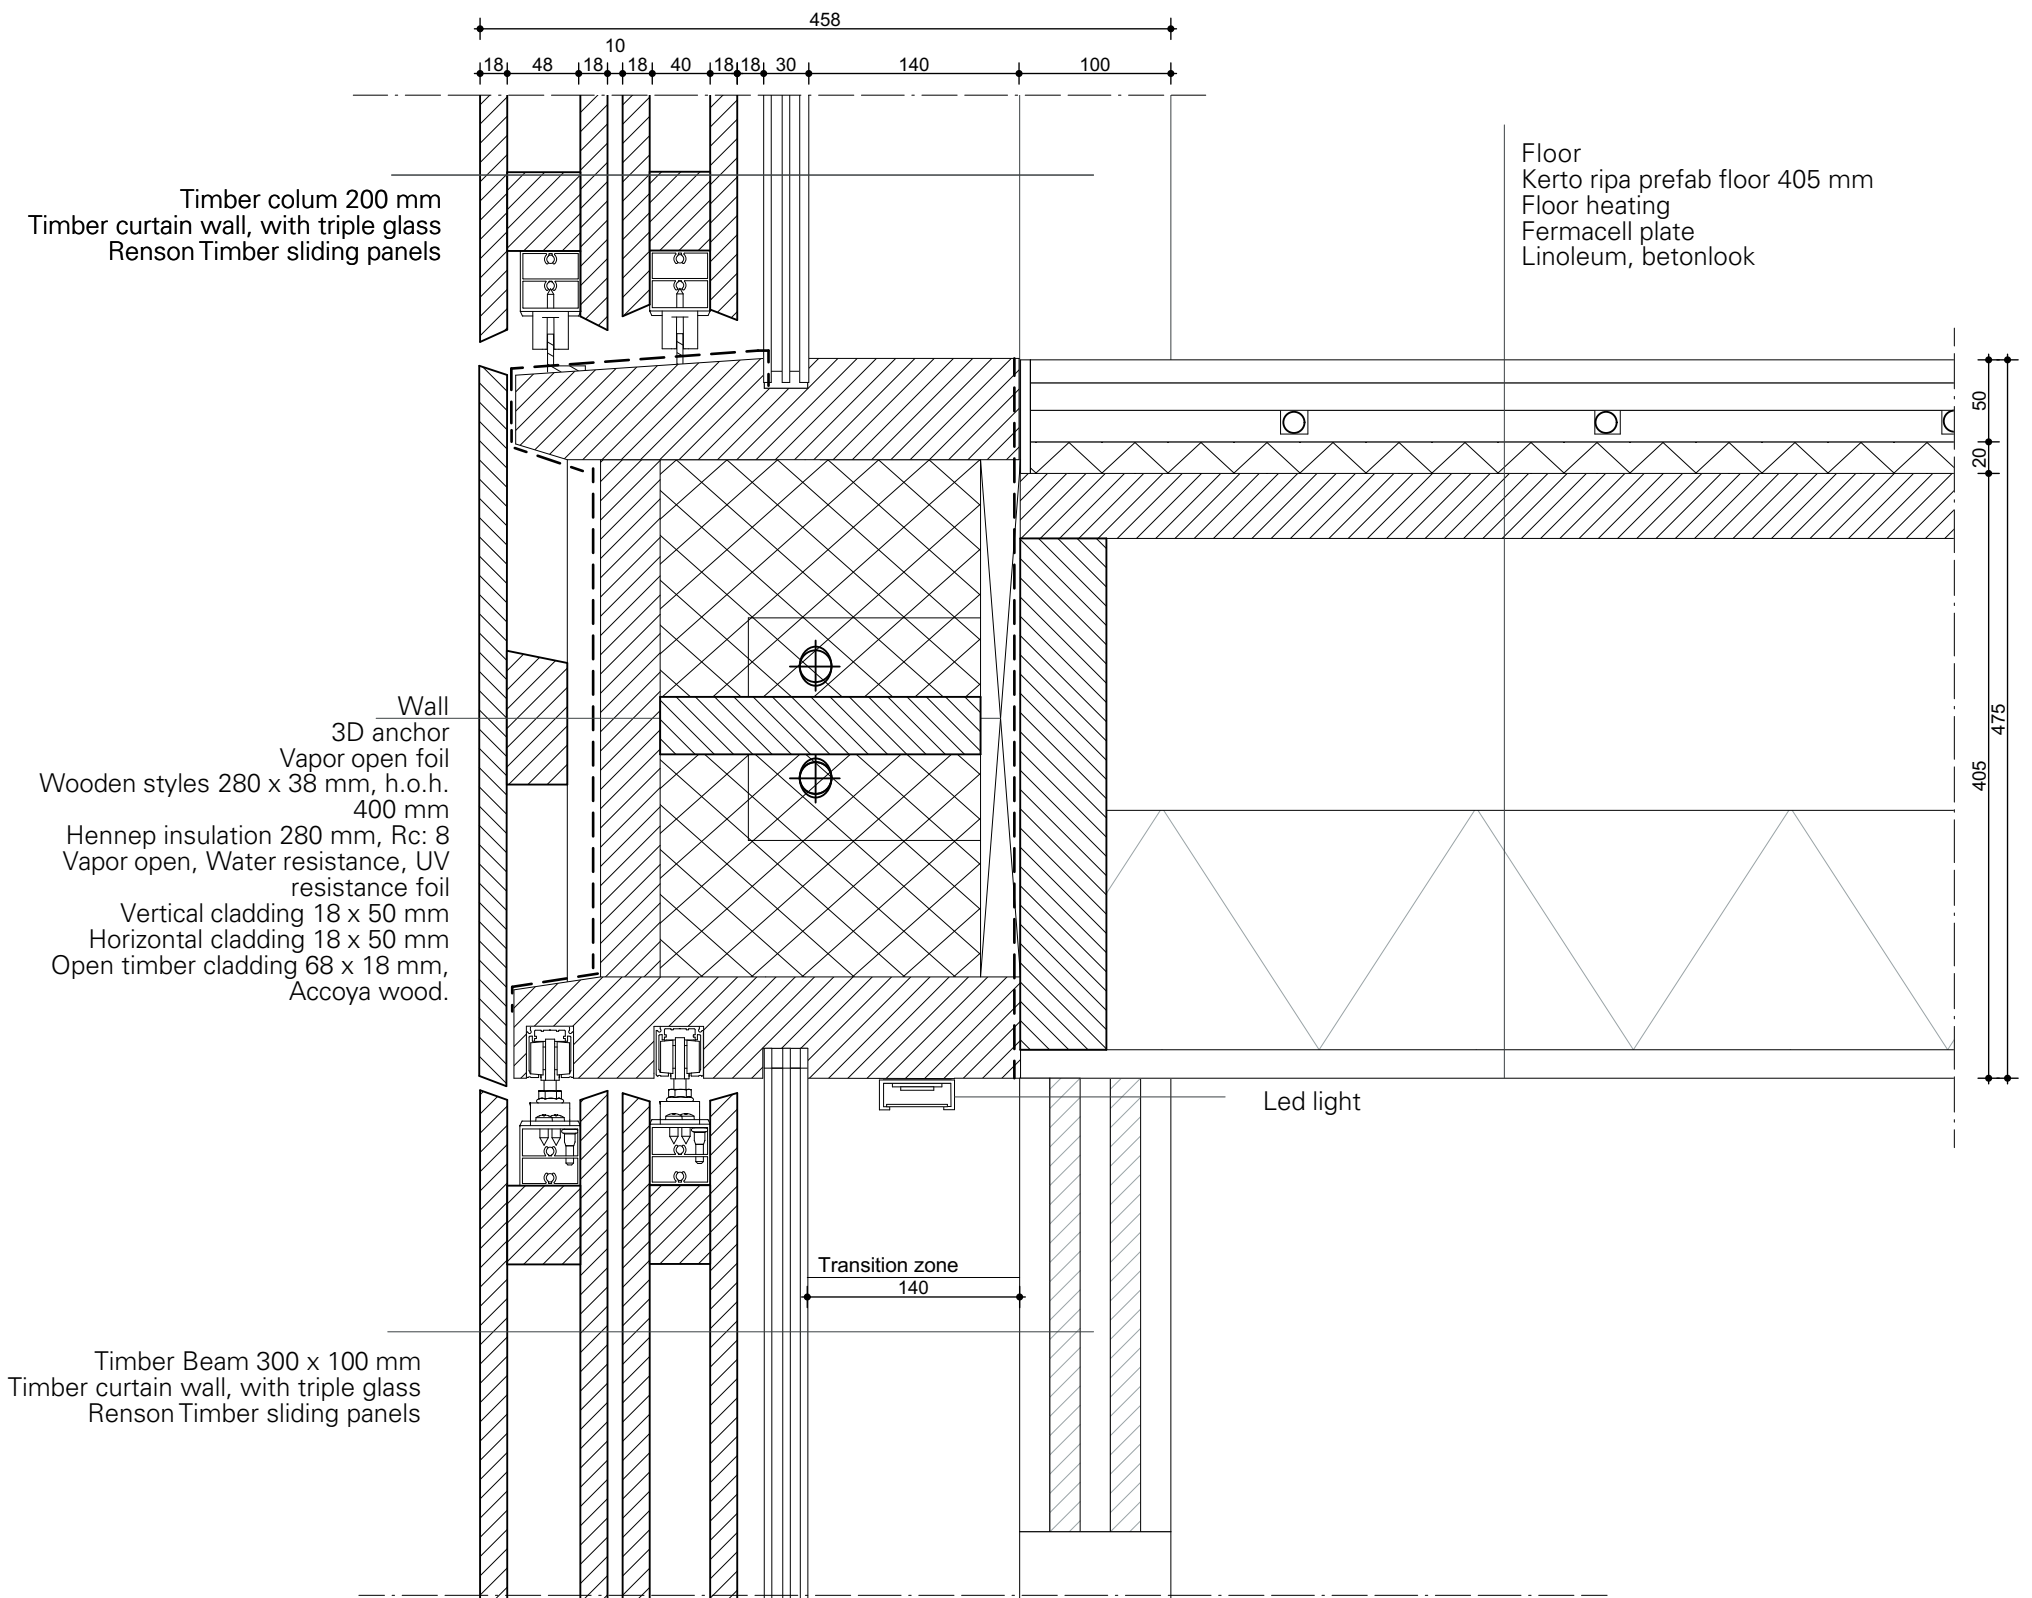 458
10
18 48 18 18 40 18 18 30 140 100
Timber colum 200 mm
Timber curtain wall, with triple glass
Renson Timber sliding panels
Floor
Kerto ripa prefab floor 405 mm
Floor heating
Fermacell plate
Linoleum, betonlook
50
20
475
405
Wall
3D anchor
Vapor open foil
Wooden styles 280 x 38 mm, h.o.h.
400 mm
Hennep insulation 280 mm, Rc: 8
Vapor open, Water resistance, UV
resistance foil
Vertical cladding 18 x 50 mm
Horizontal cladding 18 x 50 mm
Open timber cladding 68 x 18 mm,
Accoya wood.
Led light
Transition zone
140
Timber Beam 300 x 100 mm
Timber curtain wall, with triple glass
Renson Timber sliding panels